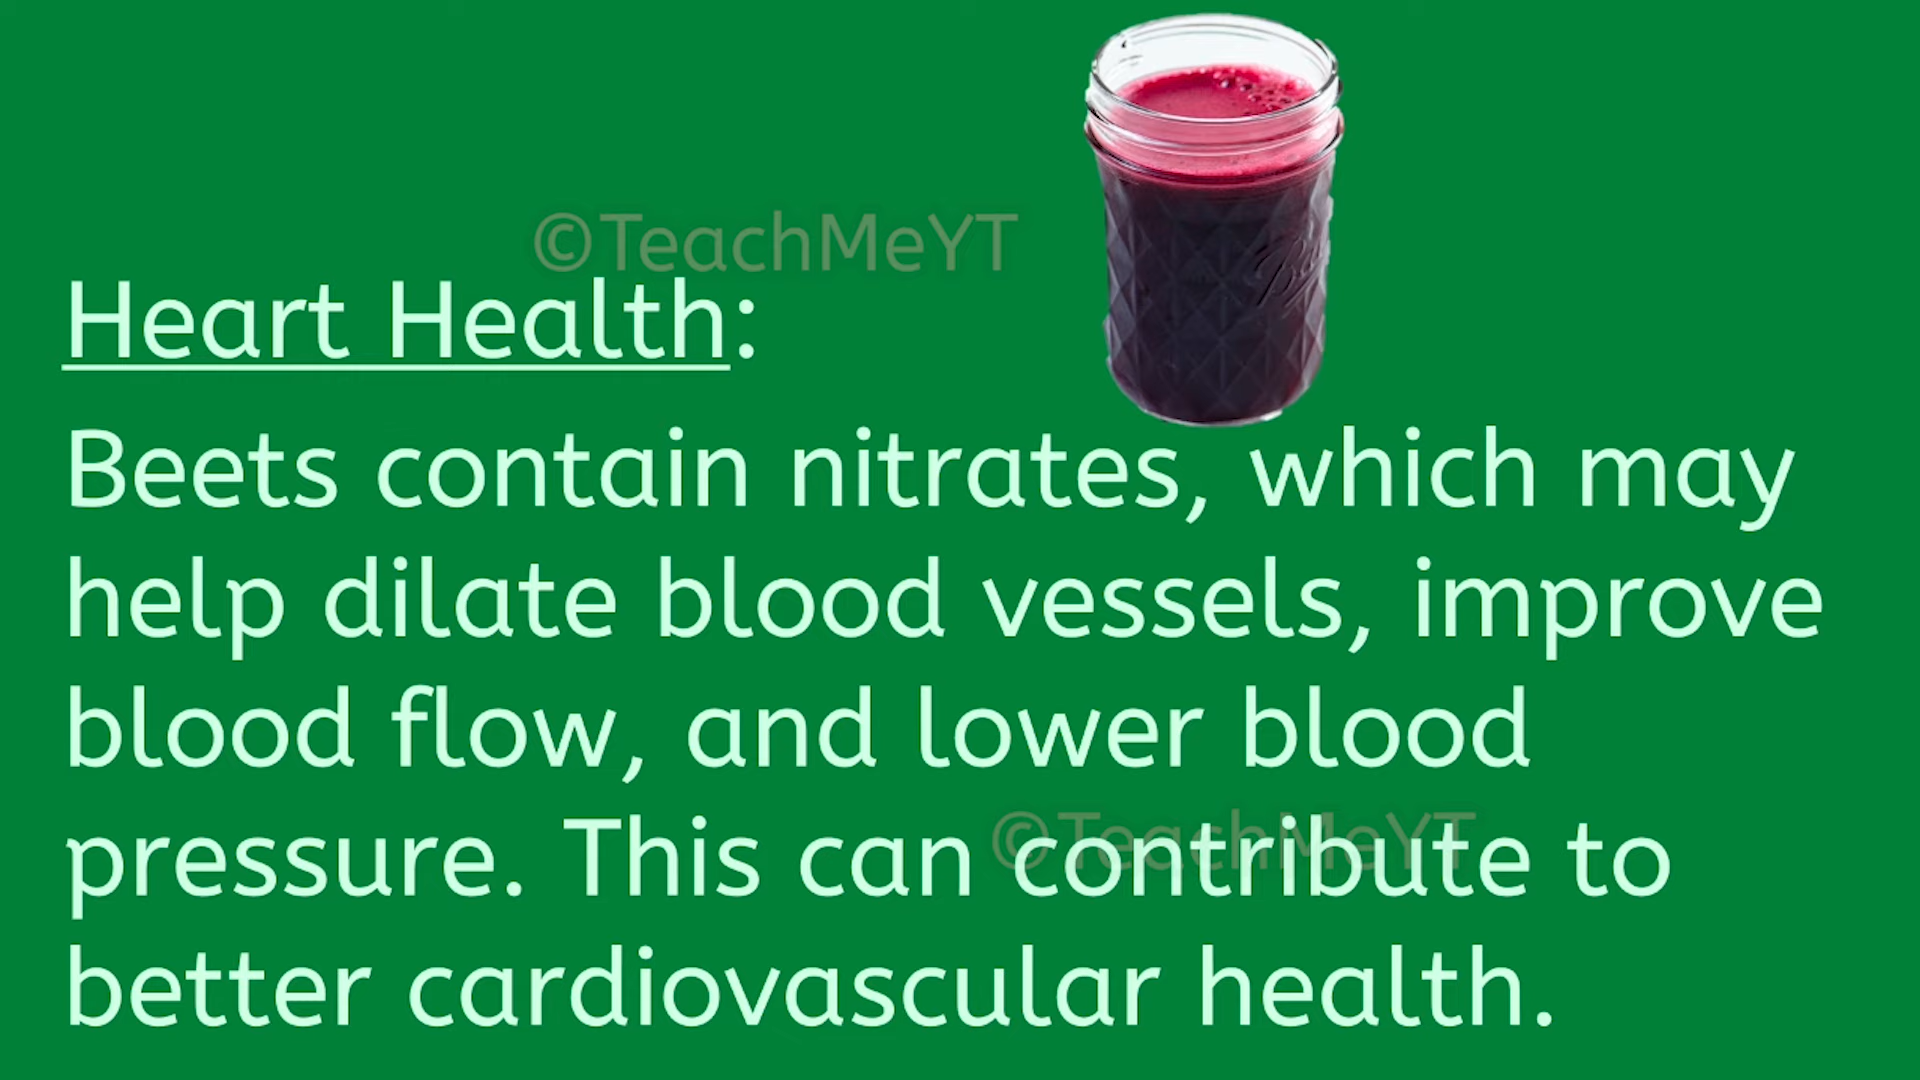 ©TeachMeYT
Heart Health:
Beets contain nitrates, which may
help dilate blood vessels, improve
blood flow, and lower blood
pressure. This can contribute to
©TeachMeYT
better cardiovascular health.